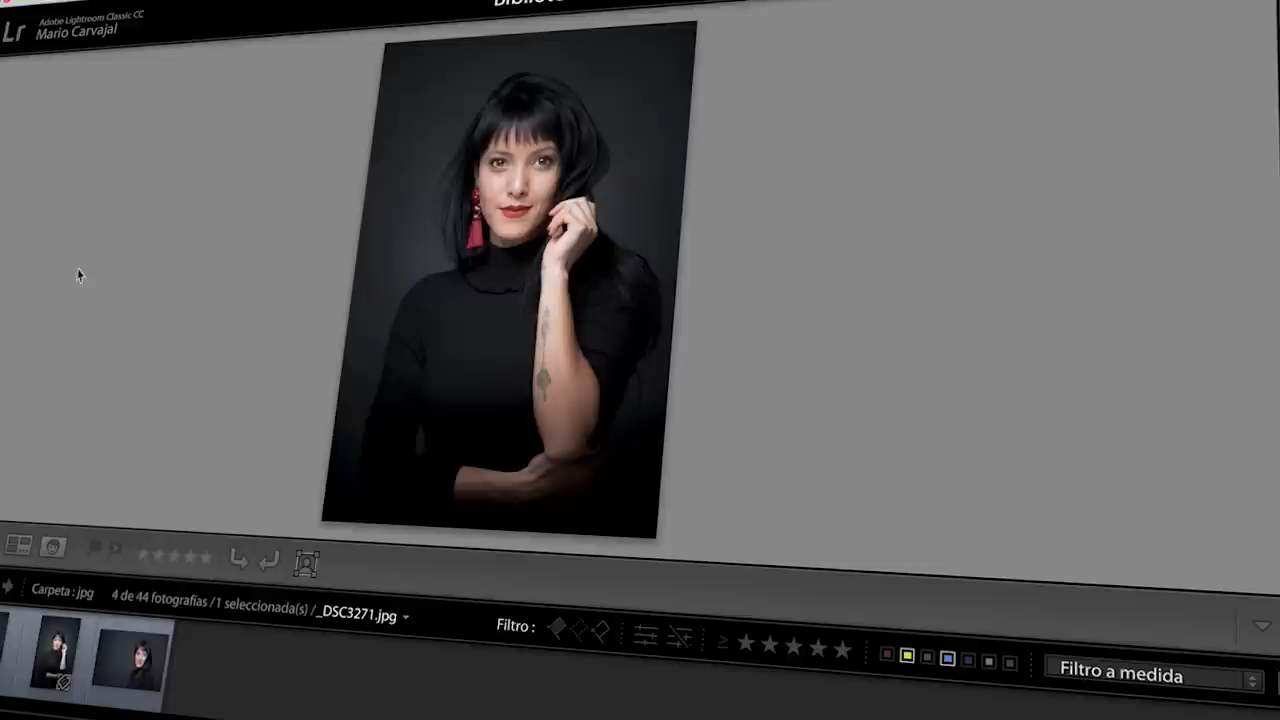 Lr
Adobe Lightroom Classic CC
Mario Carvajal
Carpeta : jpg
4 de 44 fotografías / 1 seleccionada(s) / _DSC3271.jpg
Filtro :
≥
Filtro a medida